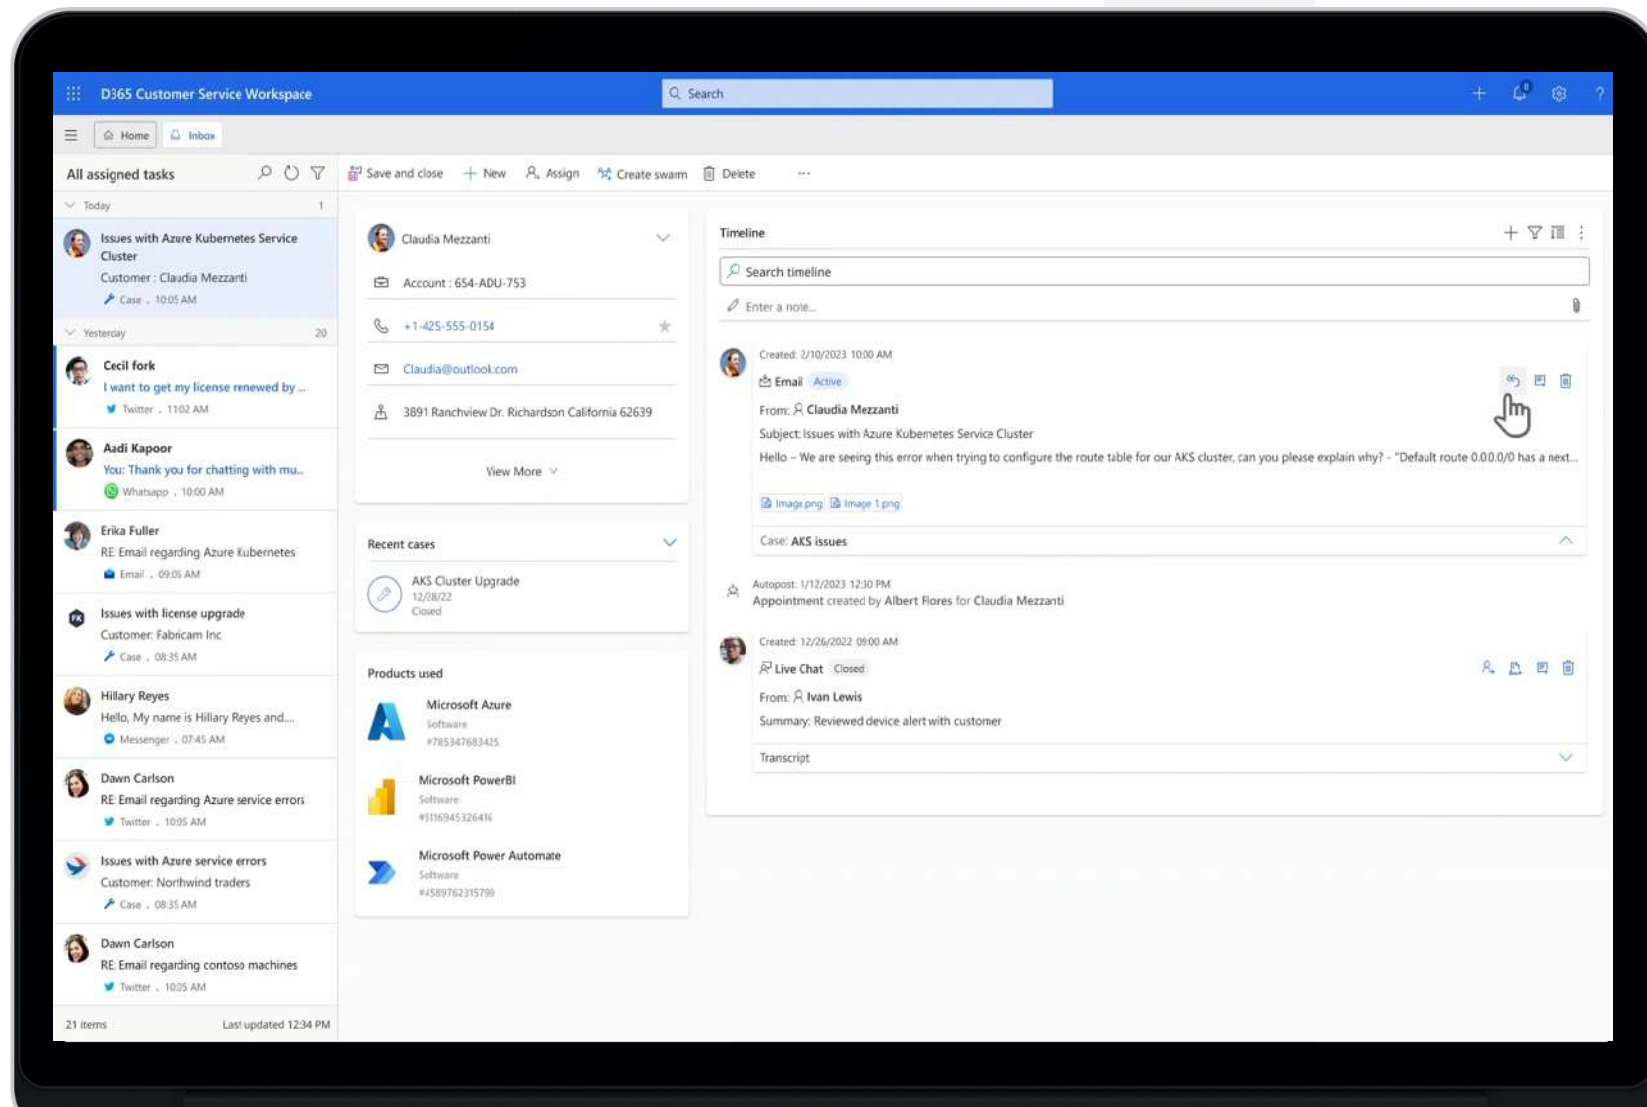 D365 Customer Service Workspace
Search
?
Home
Inbox
All assigned tasks
Save and close
New
Assign
Create swarm
Delete
...
Today
1
Issues with Azure Kubernetes Service
Cluster
Customer : Claudia Mezzanti
Case . 10:05 AM
Yesterday
20
Cecil fork
I want to get my license renewed by ...
Twitter . 11:02 AM
Aadi Kapoor
You: Thank you for chatting with mu...
Whatsapp . 10:00 AM
Erika Fuller
RE: Email regarding Azure Kubernetes
Email . 09:05 AM
FK
Issues with license upgrade
Customer: Fabricam Inc
Case . 08:35 AM
Hillary Reyes
Hello, My name is Hillary Reyes and....
Messenger . 07:45 AM
Dawn Carlson
RE: Email regarding Azure service errors
Twitter . 10:05 AM
Issues with Azure service errors
Customer: Northwind traders
Case . 08:35 AM
Dawn Carlson
RE: Email regarding contoso machines
Twitter . 10:05 AM
21 items
Last updated 12:34 PM
Claudia Mezzanti
Account : 654-ADU-753
+1-425-555-0154
Claudia@outlook.com
3891 Ranchview Dr. Richardson California 62639
View More
Recent cases
AKS Cluster Upgrade
12/28/22
Closed
Products used
Microsoft Azure
Software
#785347683425
Microsoft PowerBI
Software
#5116945326416
Microsoft Power Automate
Software
#4589762315799
Timeline
Search timeline
Enter a note...
Created: 2/10/2023 10:00 AM
Email Active
From: Claudia Mezzanti
Subject: Issues with Azure Kubernetes Service Cluster
Hello – We are seeing this error when trying to configure the route table for our AKS cluster, can you please explain why? - "Default route 0.0.0.0/0 has a next...
Image.png Image 1.png
Case: AKS issues
Autopost: 1/12/2023 12:30 PM
Appointment created by Albert Flores for Claudia Mezzanti
Created: 12/26/2022 09:00 AM
Live Chat Closed
From: Ivan Lewis
Summary: Reviewed device alert with customer
Transcript